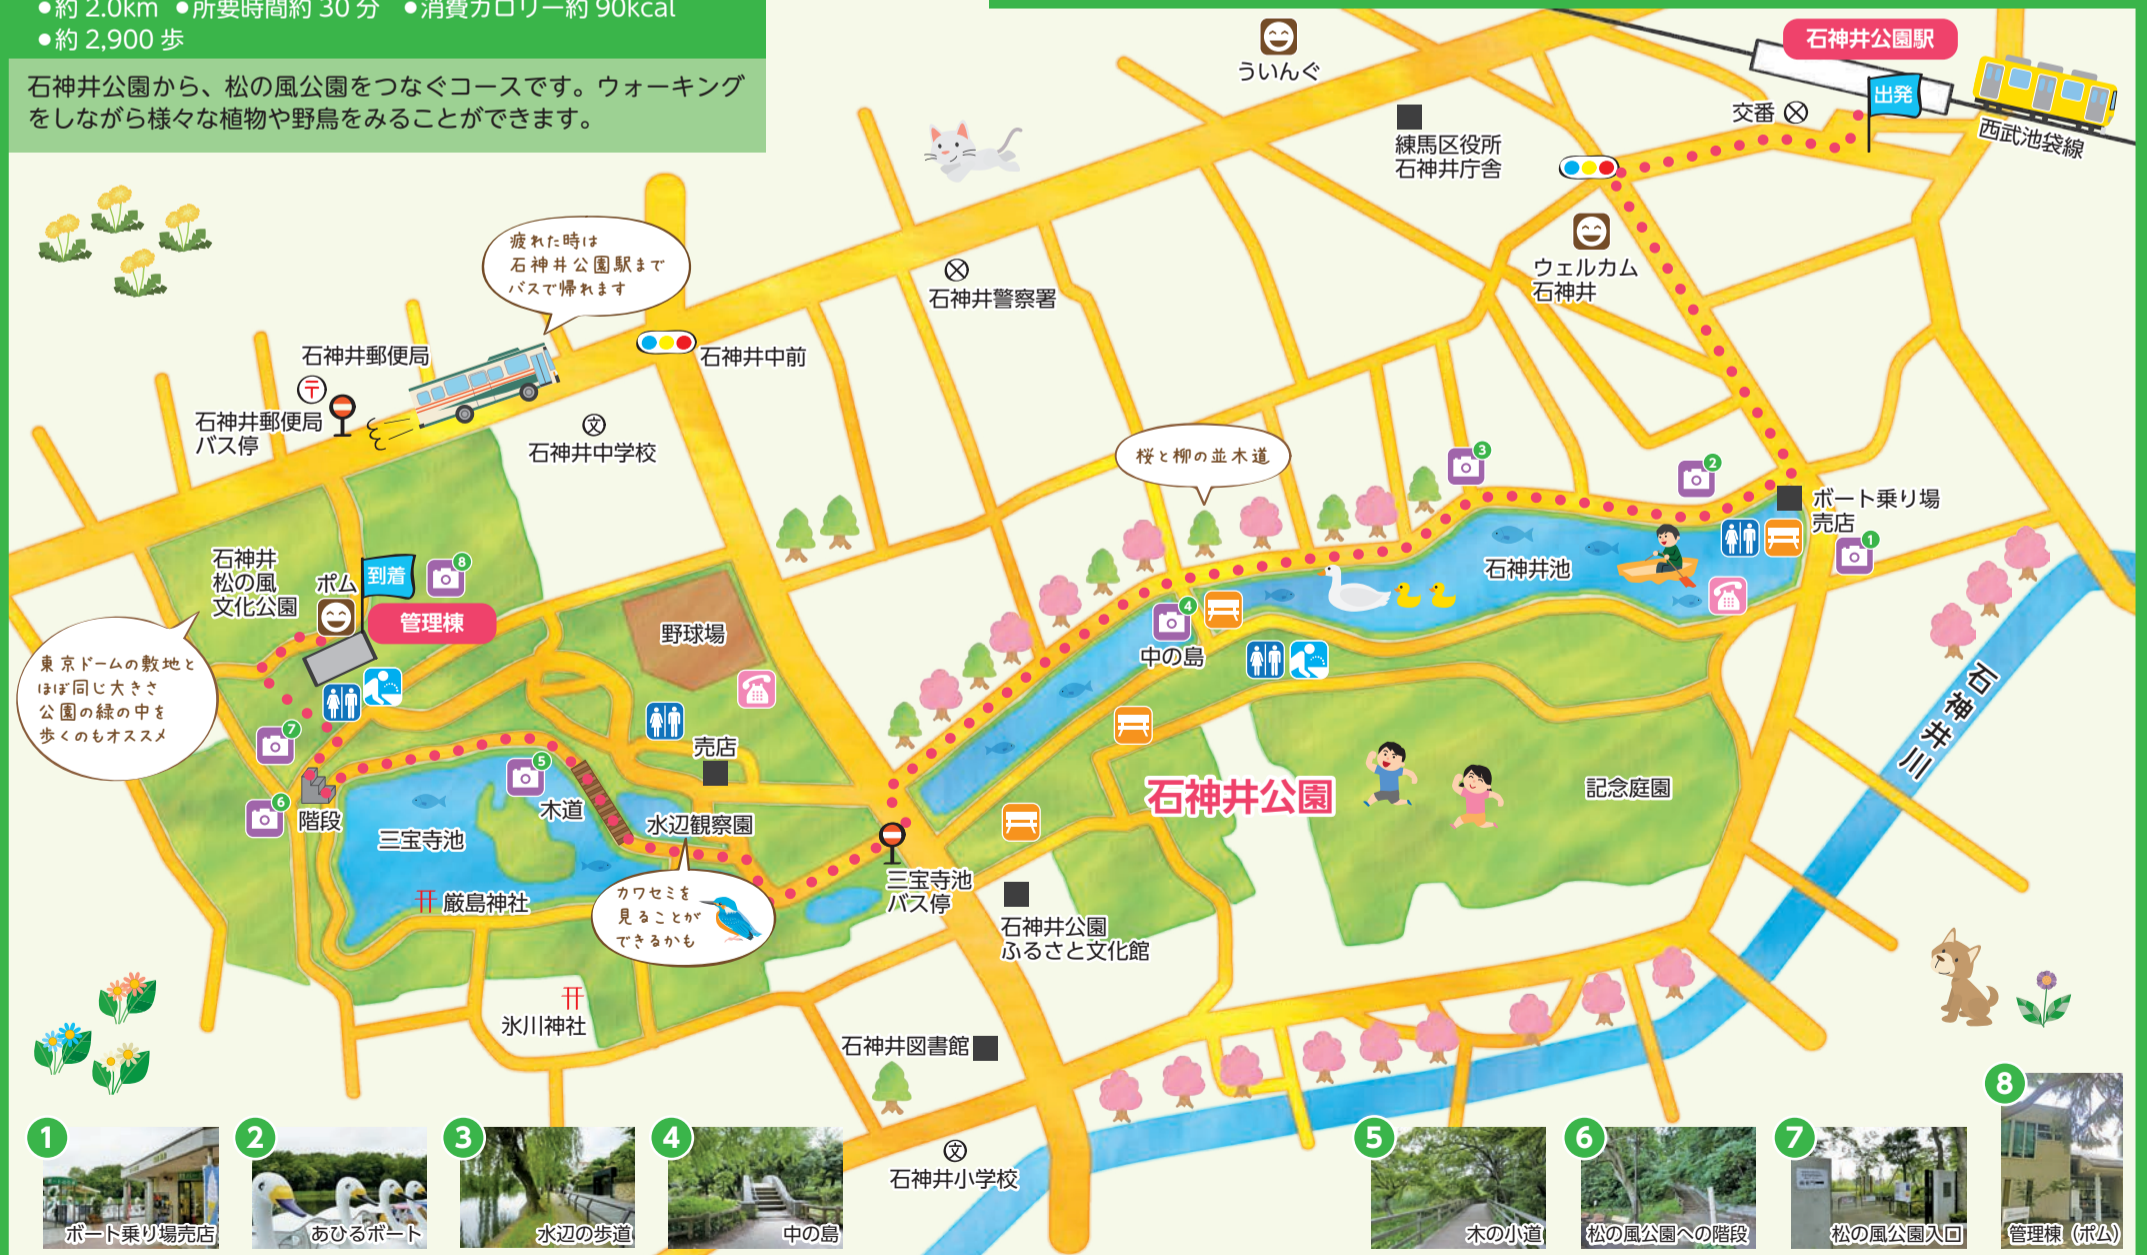 ●約 2.0km ●所要時間約 30 分 ●消費カロリー約 90kcal
●約 2,900 歩
石神井公園から、松の風公園をつなぐコースです。ウォーキング
をしながら様々な植物や野鳥をみることができます。
ういんぐ
石神井公園駅
出発
交番
西武池袋線
練馬区役所
石神井庁舎
ウェルカム
石神井
疲れた時は
石神井公園駅まで
バスで帰れます
石神井警察署
石神井郵便局
石神井中前
石神井郵便局
バス停
文
石神井中学校
桜と柳の並木道
3
2
ボート乗り場
売店
1
石神井池
石神井
松の風
文化公園
ポム
到着
8
管理棟
野球場
4
中の島
東京ドームの敷地と
ほぼ同じ大きさ
公園の緑の中を
歩くのもオススメ
7
売店
5
木道
6
階段
三宝寺池
水辺観察園
石神井公園
記念庭園
石神井川
厳島神社
カワセミを
見ることが
できるかも
三宝寺池
バス停
石神井公園
ふるさと文化館
氷川神社
石神井図書館
文
石神井小学校
1
ボート乗り場売店
2
あひるボート
3
水辺の歩道
4
中の島
5
木の小道
6
松の風公園への階段
7
松の風公園入口
8
管理棟（ポム）